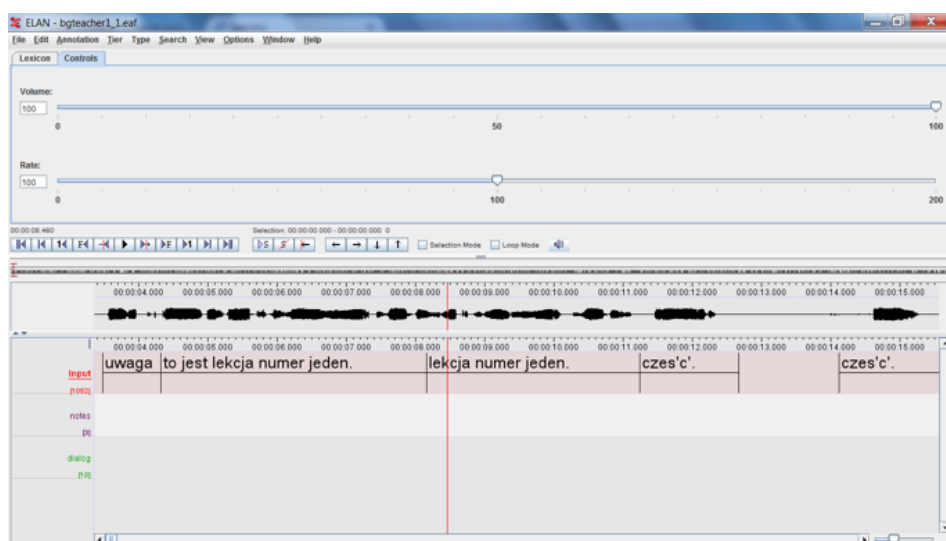 ELAN - bgteacher1_1.eaf
File Edit Annotation Tier Type Search View Options Window Help
Lexicon Controls
Volume:
100
0 50 100
Rate:
100
0 100 200
00:00:08.460 Selection: 00:00:00.000 - 00:00:00.000 0
Selection Mode Loop Mode
00:00:04.000 00:00:05.000 00:00:06.000 00:00:07.000 00:00:08.000 00:00:09.000 00:00:10.000 00:00:11.000 00:00:12.000 00:00:13.000 00:00:14.000 00:00:15.000
00:00:04.000 00:00:05.000 00:00:06.000 00:00:07.000 00:00:08.000 00:00:09.000 00:00:10.000 00:00:11.000 00:00:12.000 00:00:13.000 00:00:14.000 00:00:15.000
uwaga to jest lekcja numer jeden. lekcja numer jeden. czes'c'. czes'c'.
Input
notes
dialog